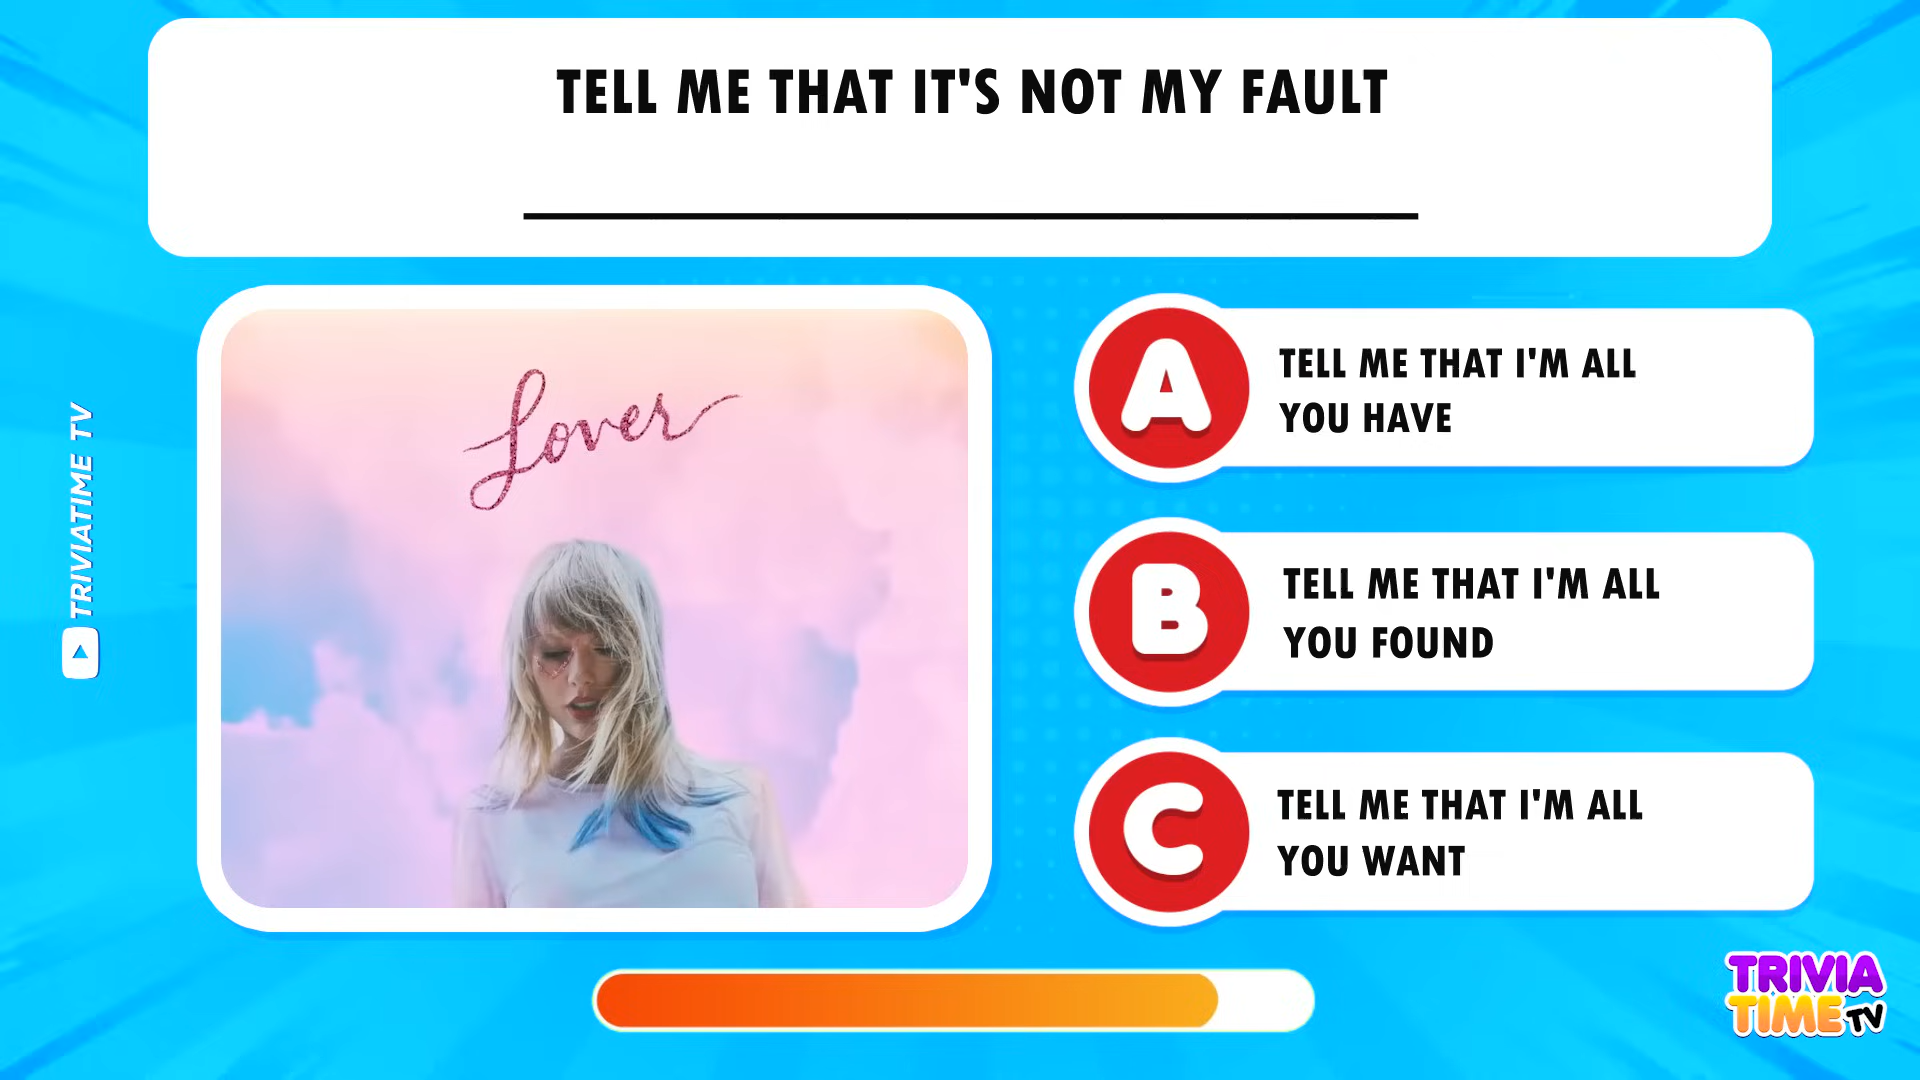 TELL ME THAT IT'S NOT MY FAULT
Lover
A
TELL ME THAT I'M ALL
YOU HAVE
B
TELL ME THAT I'M ALL
YOU FOUND
C
TELL ME THAT I'M ALL
YOU WANT
TRIVIATIME TV
TRIVIA
TIME TV